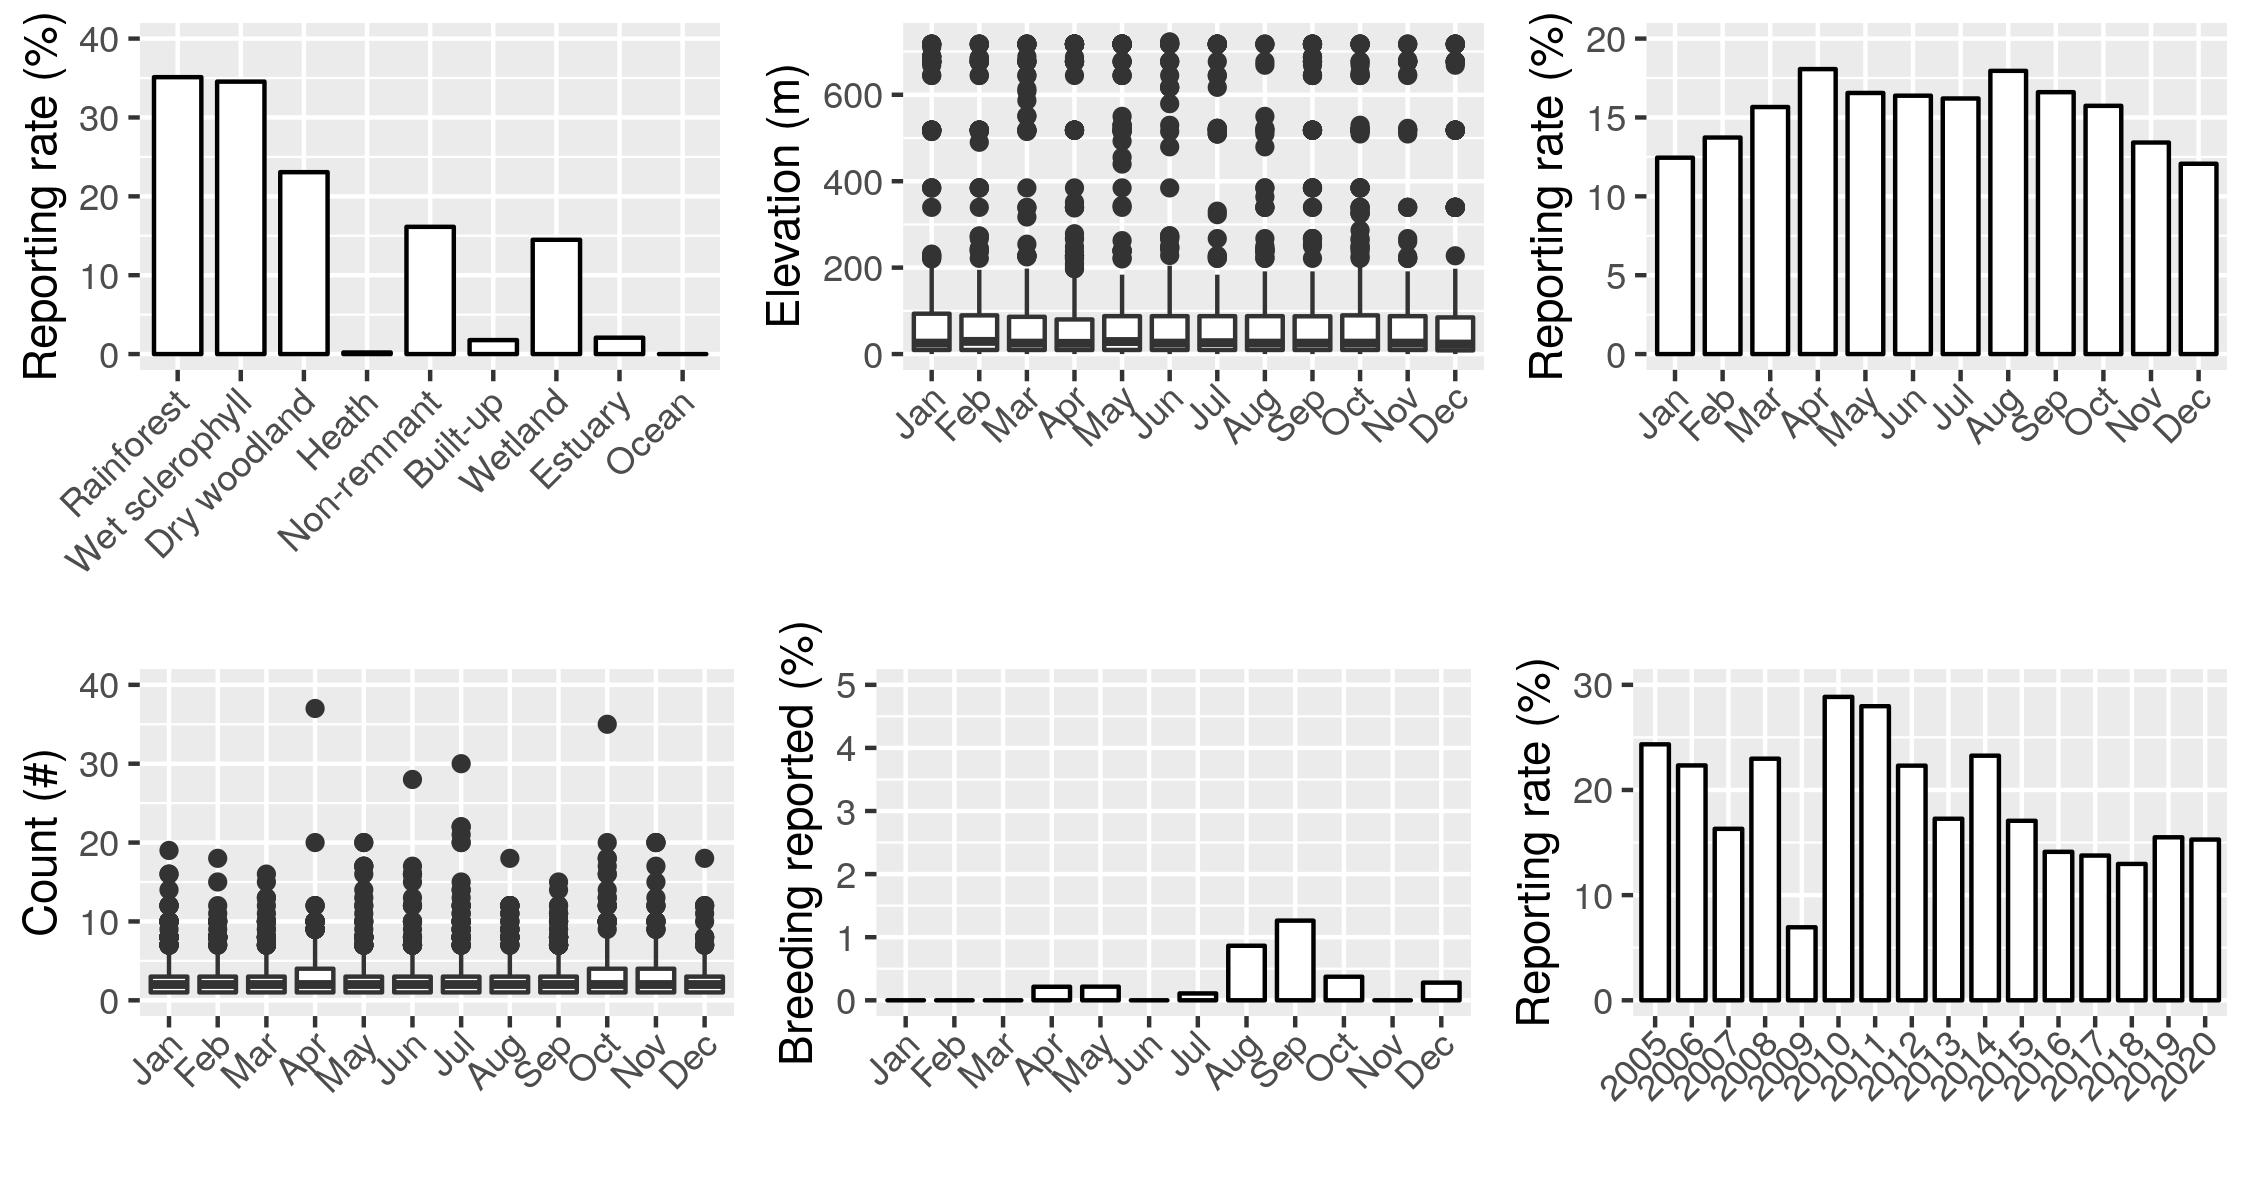 Reporting rate (%)
40
30
20
10
0
Rainforest
Wet sclerophyll
Dry woodland
Heath
Non-remnant
Built-up
Wetland
Estuary
Ocean
Elevation (m)
600
400
200
0
Jan
Feb
Mar
Apr
May
Jun
Jul
Aug
Sep
Oct
Nov
Dec
Reporting rate (%)
20
15
10
5
0
Jan
Feb
Mar
Apr
May
Jun
Jul
Aug
Sep
Oct
Nov
Dec
Count (#)
40
30
20
10
0
Jan
Feb
Mar
Apr
May
Jun
Jul
Aug
Sep
Oct
Nov
Dec
Breeding reported (%)
5
4
3
2
1
0
Jan
Feb
Mar
Apr
May
Jun
Jul
Aug
Sep
Oct
Nov
Dec
Reporting rate (%)
30
20
10
0
2005
2006
2007
2008
2009
2010
2011
2012
2013
2014
2015
2016
2017
2018
2019
2020